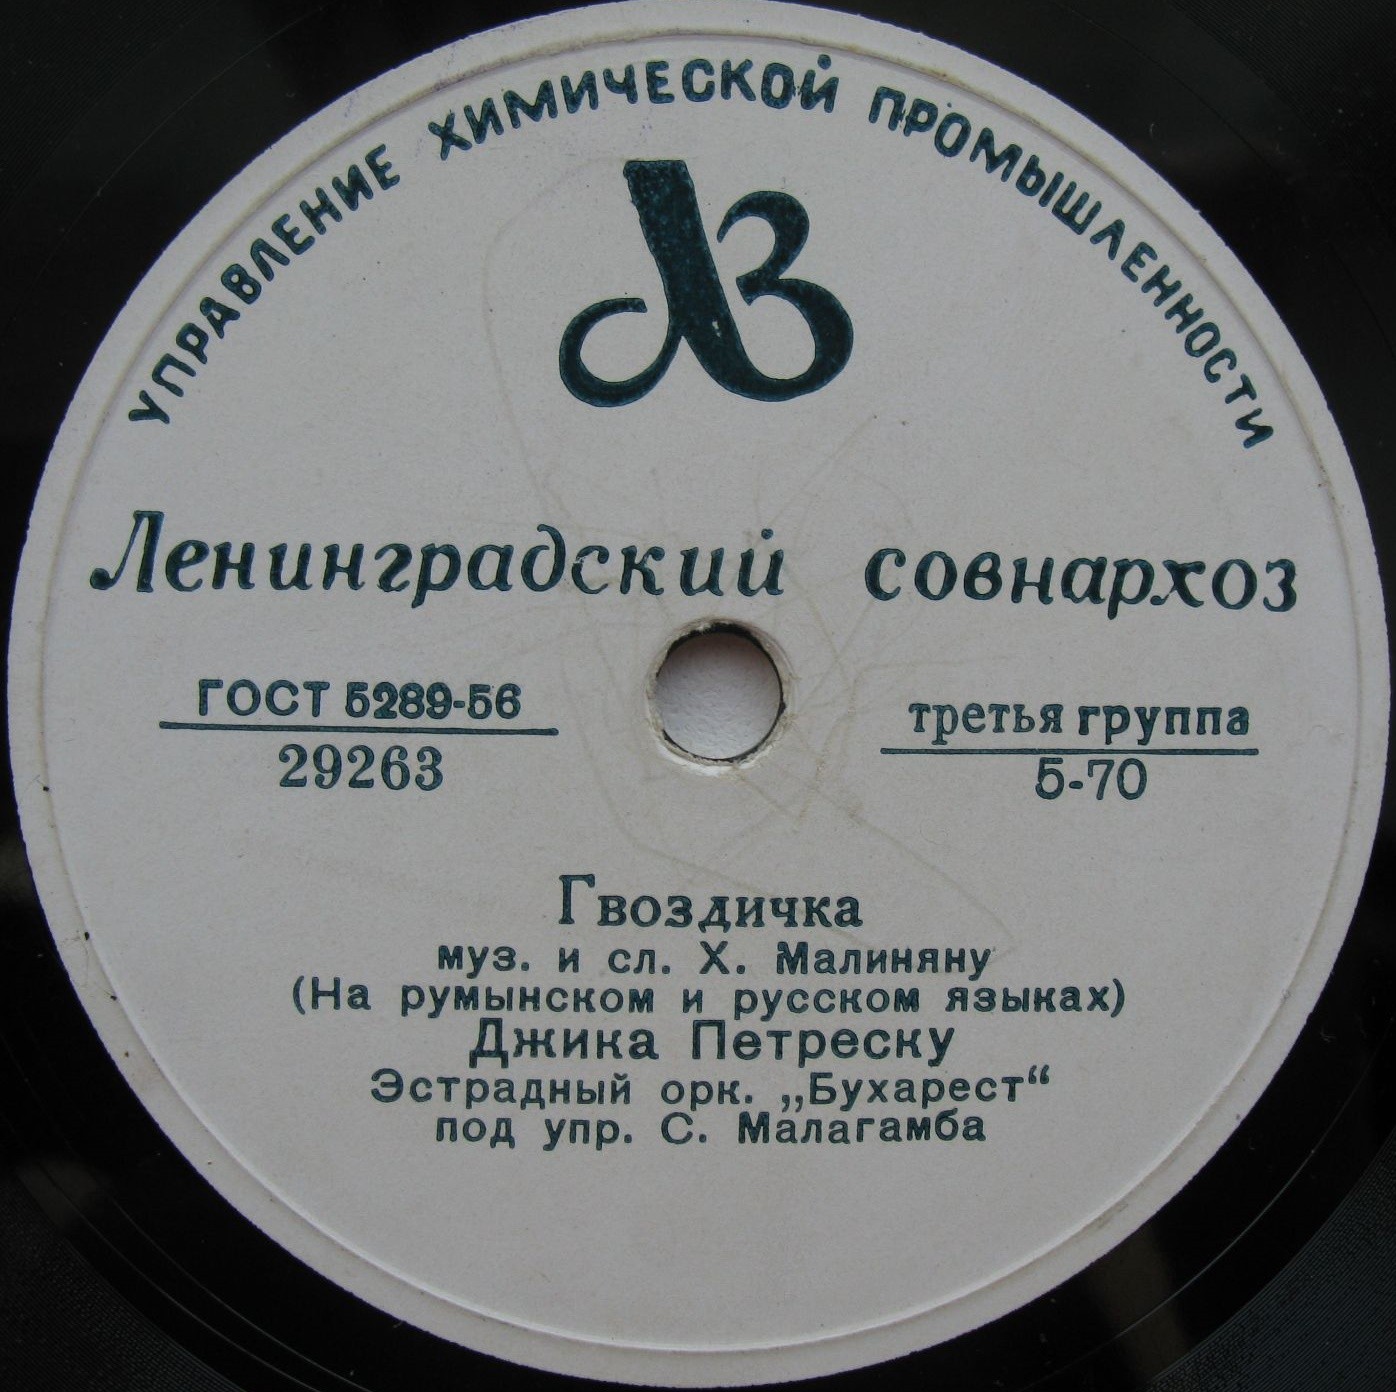 УПРАВЛЕНИЕ ХИМИЧЕСКОЙ ПРОМЫШЛЕННОСТИ
ЛЗ
Ленинградский совнархоз
ГОСТ 5289-56
29263
третья группа
5-70
Гвоздичка
муз. и сл. Х. Малиняну
(На румынском и русском языках)
Джика Петреску
Эстрадный орк. „Бухарест“
под упр. С. Малагамба